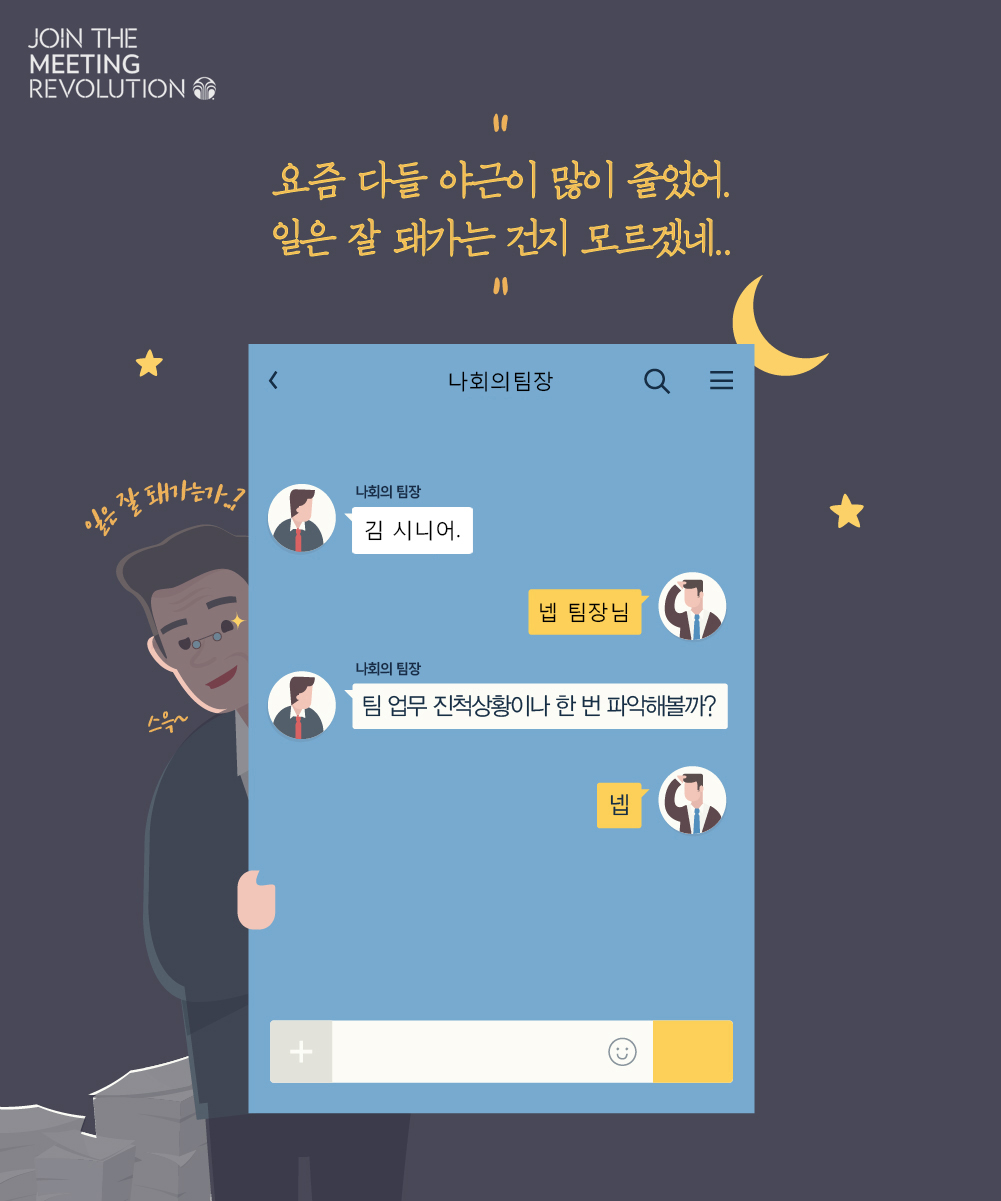 JOIN THE
MEETING
REVOLUTION
"
요즘 다들 야근이 많이 줄었어.
일은 잘 돼가는 건지 모르겠네..
"
나회의팀장
일은 잘 돼가는가..?
나회의 팀장
김 시니어.
넵 팀장님
나회의 팀장
팀 업무 진척상황이나 한 번 파악해볼까?
스윽~
넵